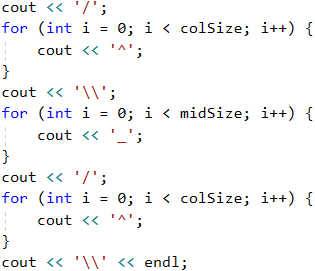 cout << '/';
for (int i = 0; i < colSize; i++) {
    cout << '^';
}
cout << '\\';
for (int i = 0; i < midSize; i++) {
    cout << '_';
}
cout << '/';
for (int i = 0; i < colSize; i++) {
    cout << '^';
}
cout << '\\' << endl;